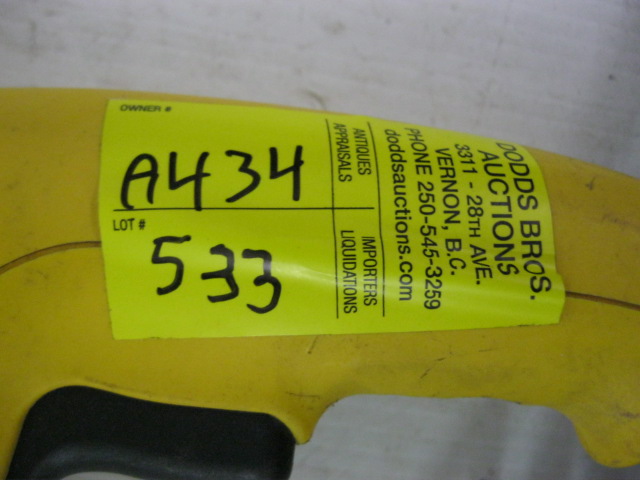 OWNER #
A434
LOT #
533
ANTIQUES
APPRAISALS
IMPORTERS
LIQUIDATIONS
DODDS BROS.
AUCTIONS
3311 - 28TH AVE.
VERNON, B.C.
PHONE 250-545-3259
doddsauctions.com